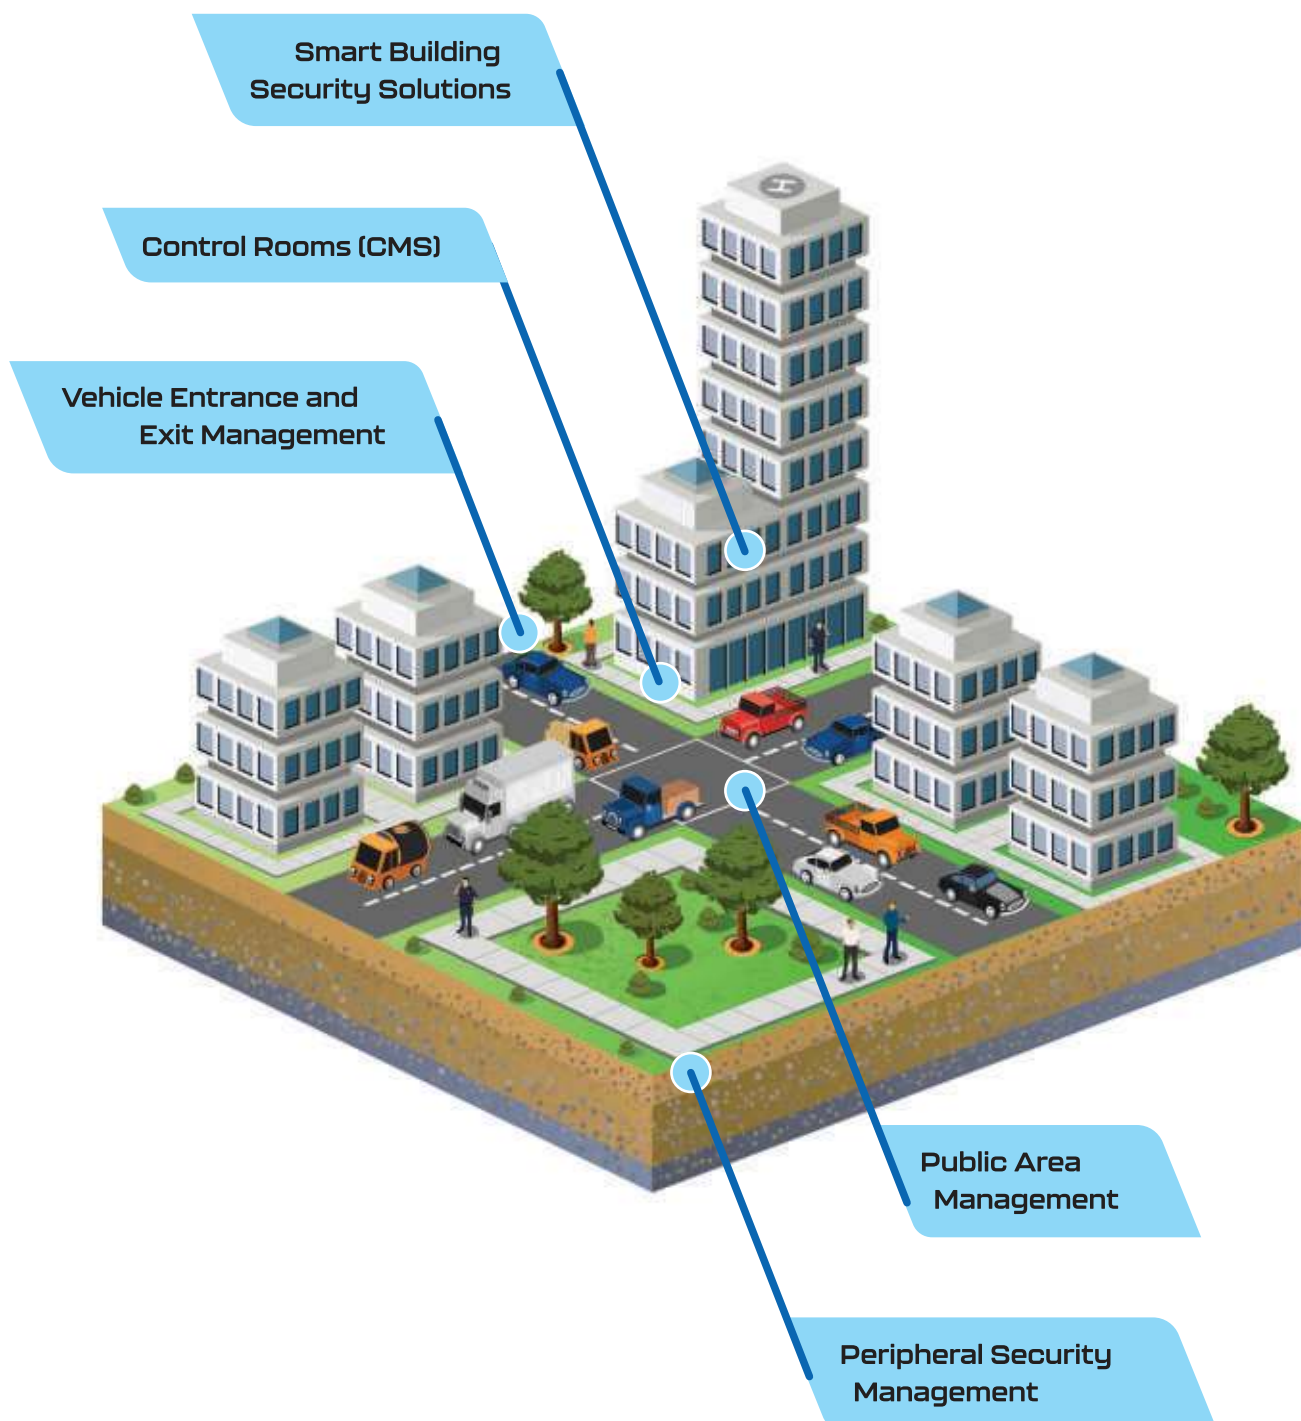 Smart Building
Security Solutions
Control Rooms (CMS)
Vehicle Entrance and
Exit Management
Public Area
Management
Peripheral Security
Management